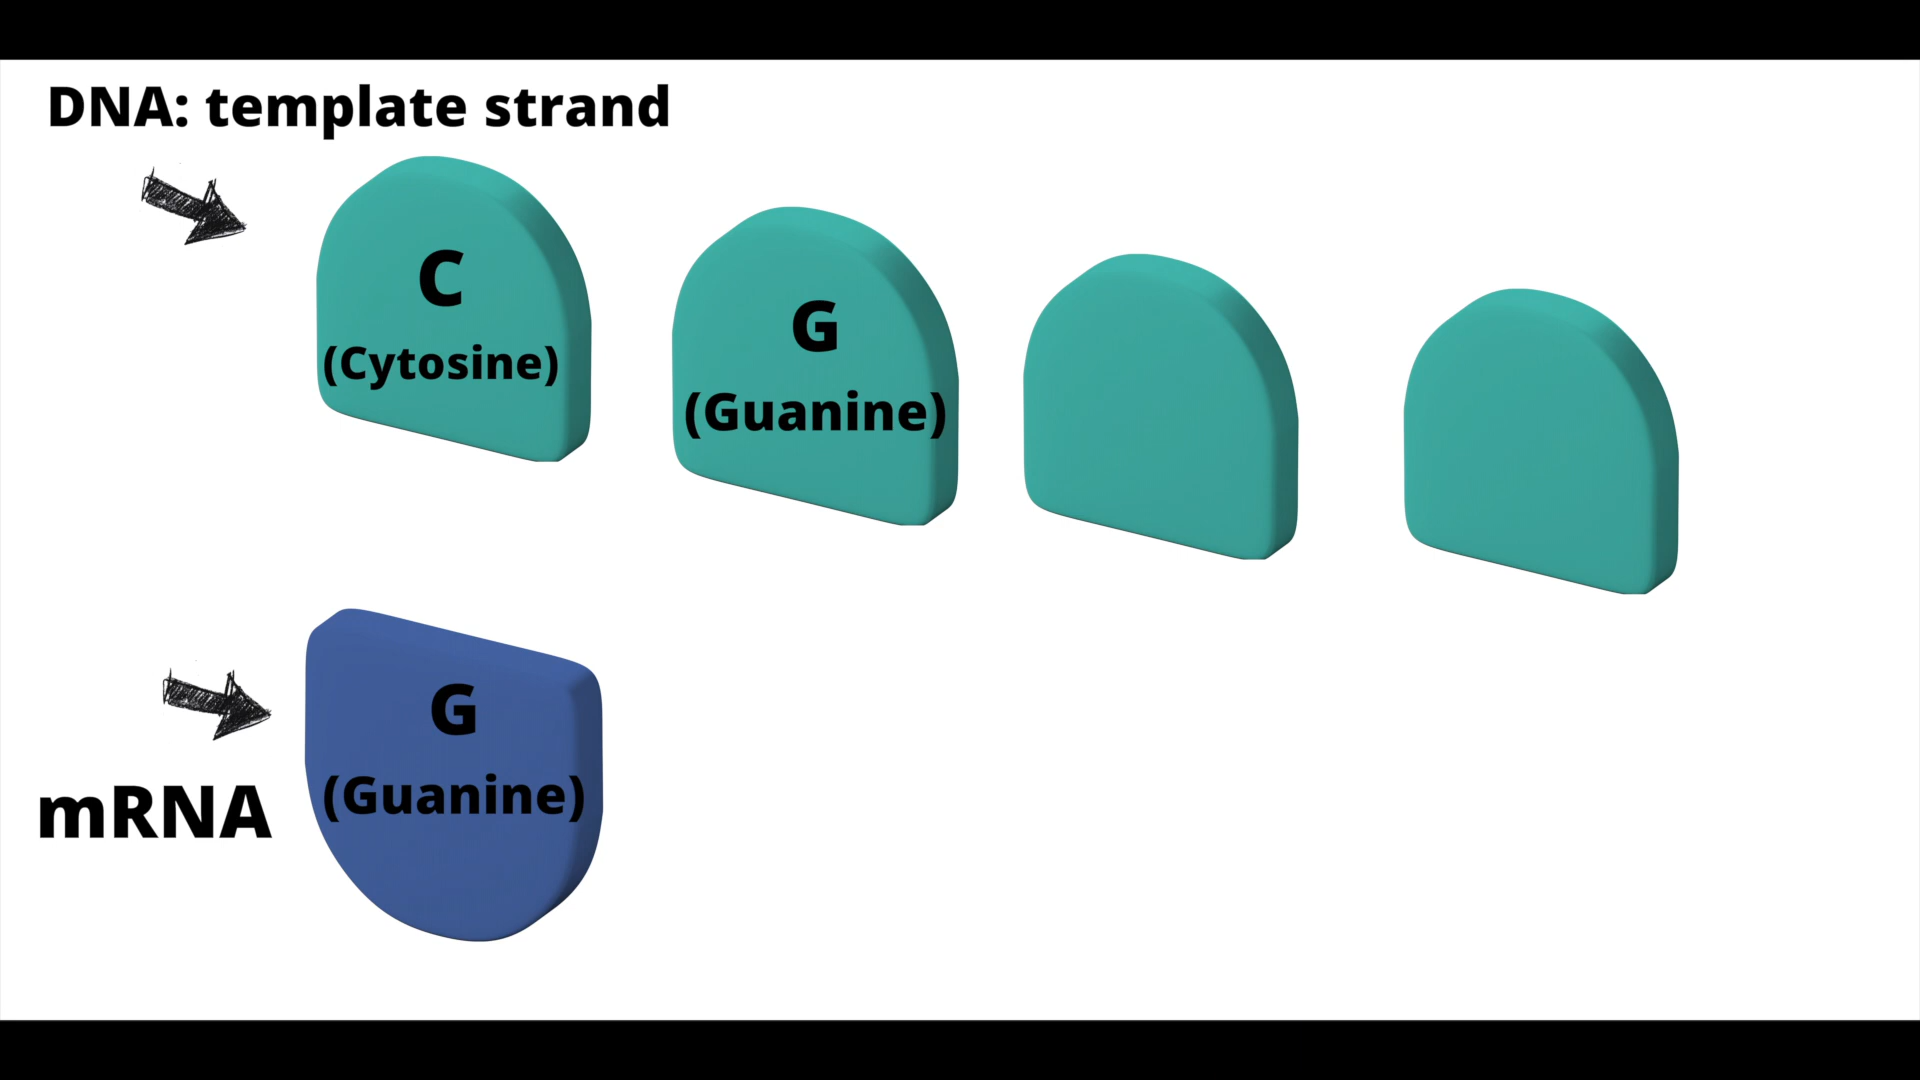 DNA: template strand
C
(Cytosine)
G
(Guanine)
G
(Guanine)
mRNA